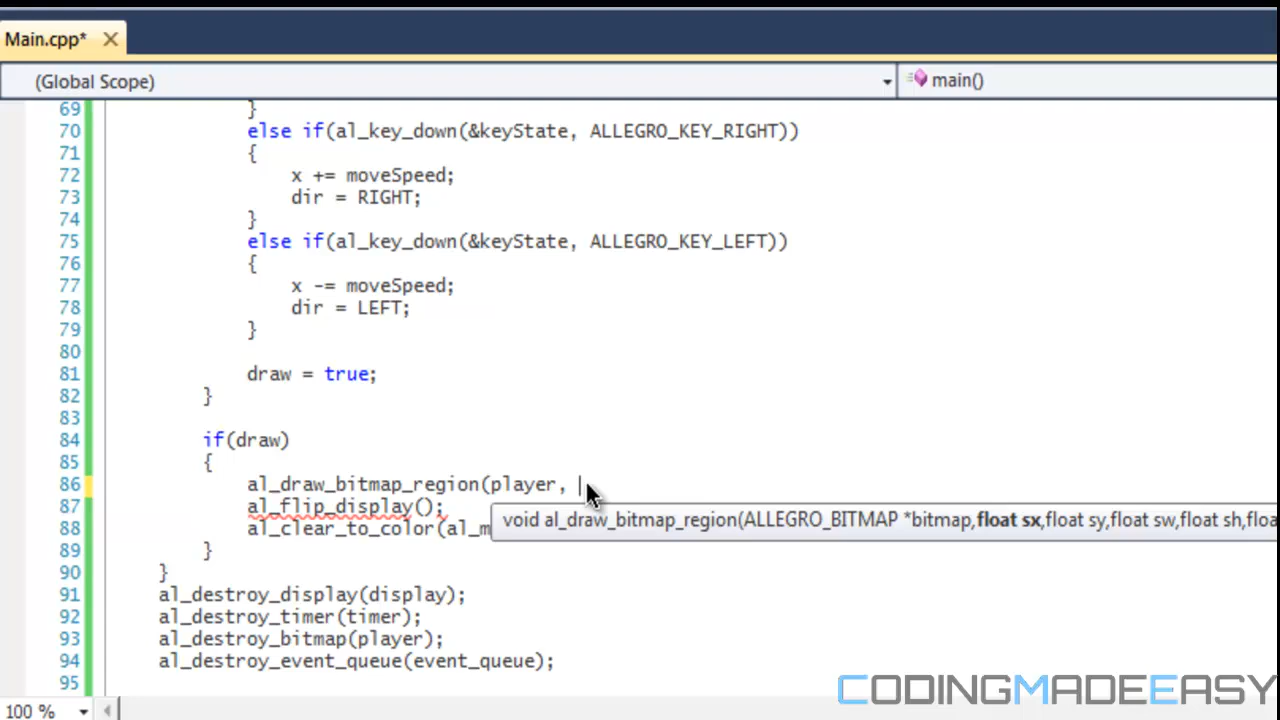 Main.cpp*
(Global Scope) main()
69 }
70 else if(al_key_down(&keyState, ALLEGRO_KEY_RIGHT))
71 {
72 x += moveSpeed;
73 dir = RIGHT;
74 }
75 else if(al_key_down(&keyState, ALLEGRO_KEY_LEFT))
76 {
77 x -= moveSpeed;
78 dir = LEFT;
79 }
80
81 draw = true;
82 }
83
84 if(draw)
85 {
86 al_draw_bitmap_region(player,
87 al_flip_display();
void al_draw_bitmap_region(ALLEGRO_BITMAP *bitmap,float sx,float sy,float sw,float sh,floa
88 al_clear_to_color(al_m
89 }
90 }
91 al_destroy_display(display);
92 al_destroy_timer(timer);
93 al_destroy_bitmap(player);
94 al_destroy_event_queue(event_queue);
95
CODINGMADEEASY
100 %